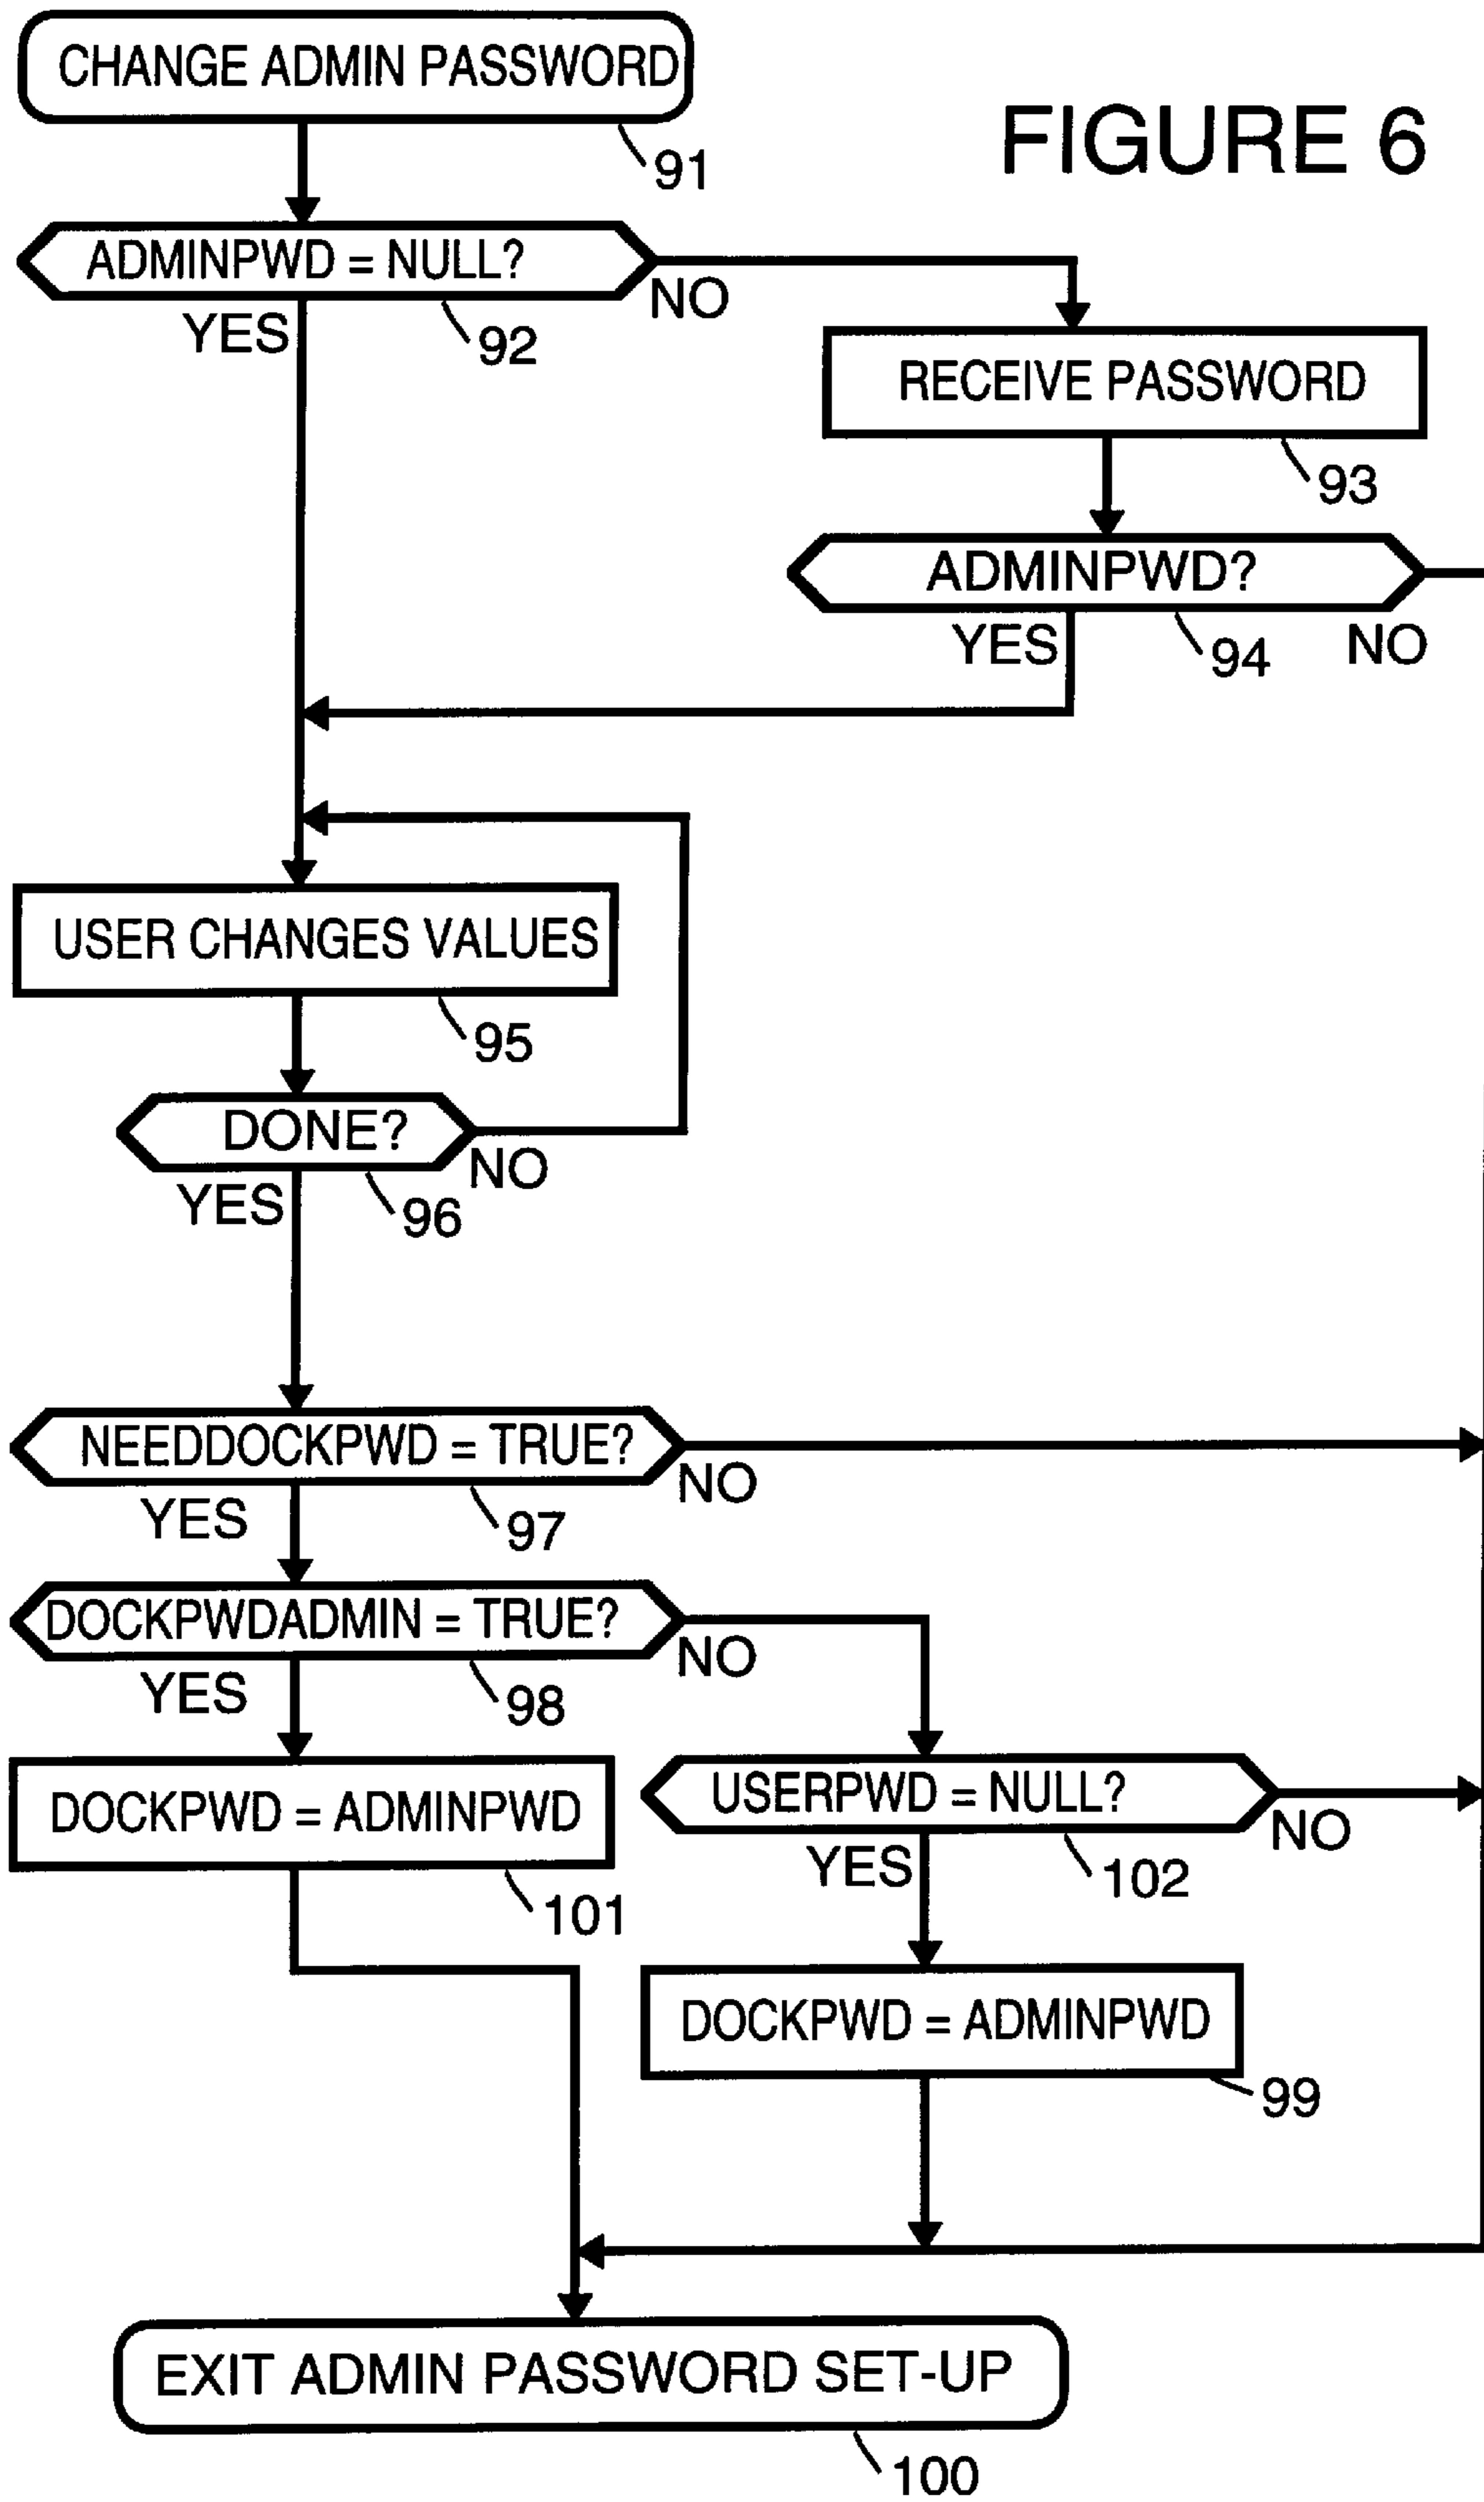 CHANGE ADMIN PASSWORD
FIGURE 6
91
ADMINPWD = NULL?
NO
YES
92
RECEIVE PASSWORD
93
ADMINPWD?
YES
94
NO
USER CHANGES VALUES
95
DONE?
NO
YES
96
NEEDDOCKPWD = TRUE?
NO
YES
97
DOCKPWDADMIN = TRUE?
NO
YES
98
DOCKPWD = ADMINPWD
USERPWD = NULL?
NO
YES
102
101
DOCKPWD = ADMINPWD
99
EXIT ADMIN PASSWORD SET-UP
100